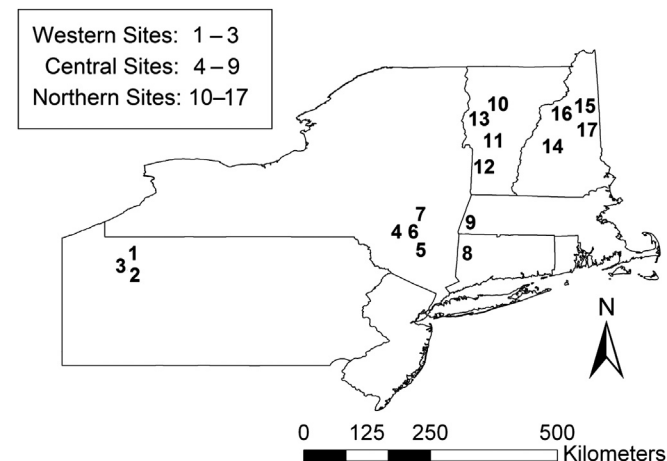 Western Sites: 1 – 3
Central Sites: 4 – 9
Northern Sites: 10–17
10
15
13
16
17
11
14
12
7
4 6
9
5
8
1
3
2
N
0 125 250 500
Kilometers